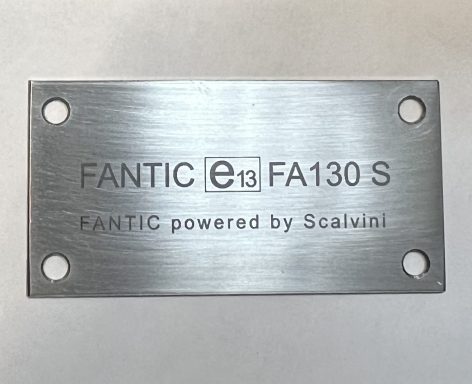 FANTIC e13 FA130 S
FANTIC powered by Scalvini